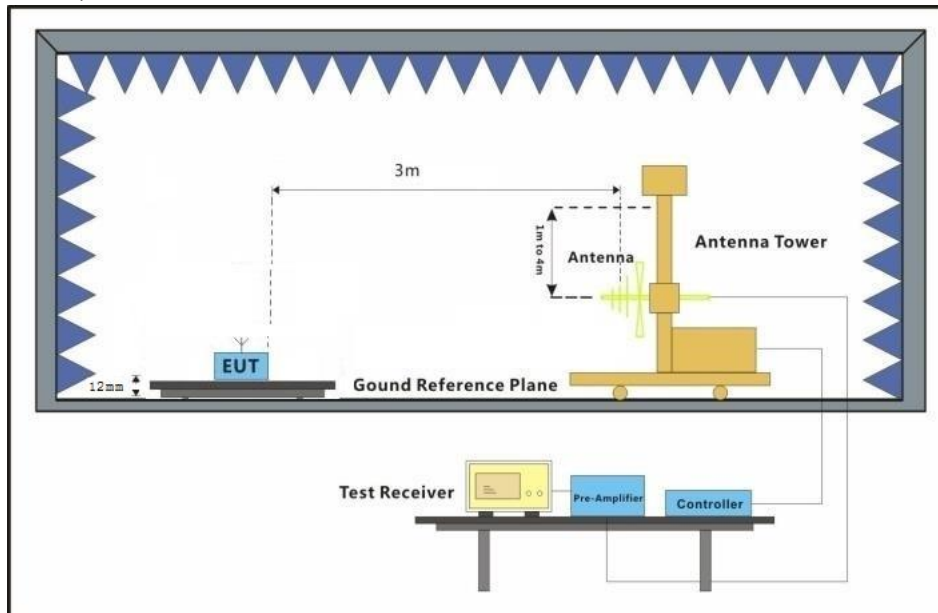 3m
1m to 4m
Antenna
Antenna Tower
EUT
12mm
Gound Reference Plane
Test Receiver
Pre-Amplifier
Controller